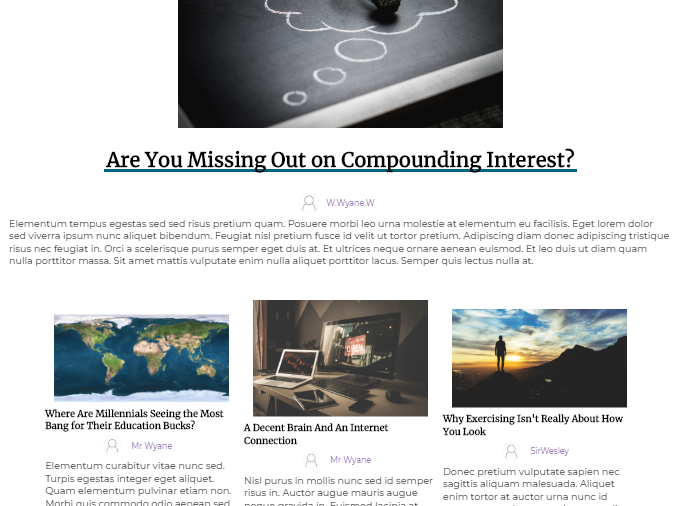 Are You Missing Out on Compounding Interest?
W.Wyane.W
Elementum tempus egestas sed sed risus pretium quam. Posuere morbi leo urna molestie at elementum eu facilisis. Eget lorem dolor
sed viverra ipsum nunc aliquet bibendum. Feugiat nisl pretium fusce id velit ut tortor pretium. Adipiscing diam donec adipiscing tristique
risus nec feugiat in. Orci a scelerisque purus semper eget duis at. Et ultrices neque ornare aenean euismod. Et leo duis ut diam quam
nulla porttitor massa. Sit amet mattis vulputate enim nulla aliquet porttitor lacus. Semper quis lectus nulla at.
Where Are Millennials Seeing the Most
Bang for Their Education Bucks?
Mr Wyane
Elementum curabitur vitae nunc sed.
Turpis egestas integer eget aliquet.
Quam elementum pulvinar etiam non.
Morbi quis commodo odio aenean sed
A Decent Brain And An Internet
Connection
Mr Wyane
Nisl purus in mollis nunc sed id semper
risus in. Auctor augue mauris augue
neque gravida in. Euismod lacinia at
Why Exercising Isn't Really About How
You Look
SirWesley
Donec pretium vulputate sapien nec
sagittis aliquam malesuada. Aliquet
enim tortor at auctor urna nunc id